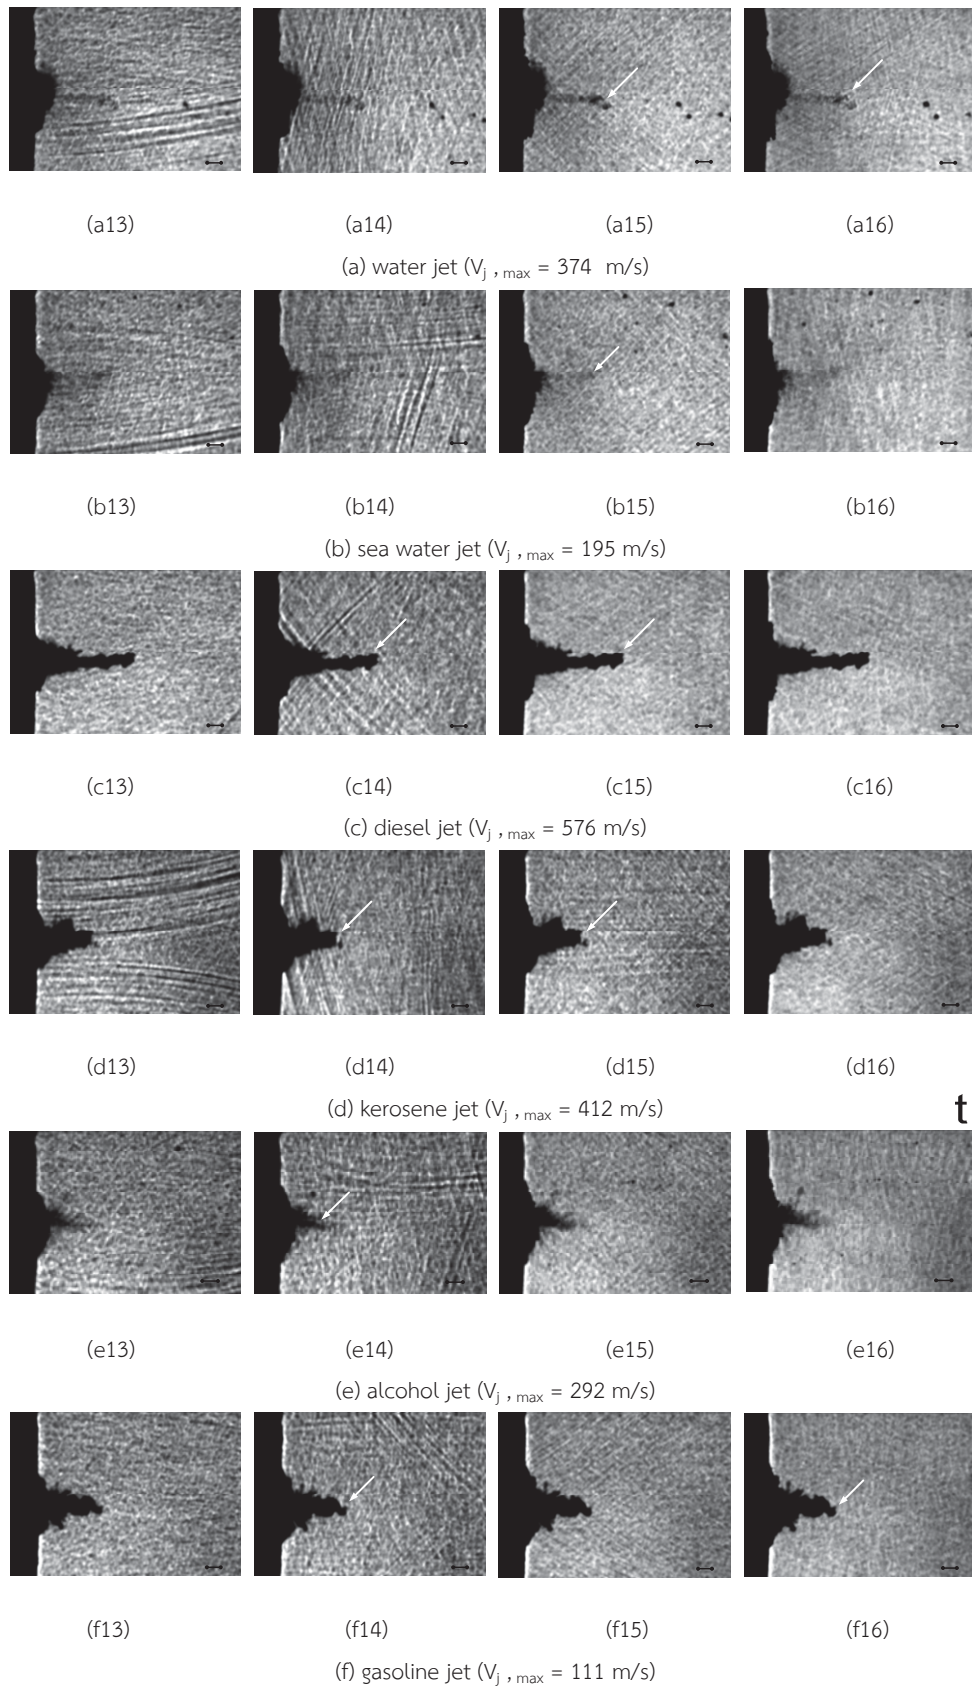 (a13) (a14) (a15) (a16)
(a) water jet (Vj ,max = 374 m/s)
(b13) (b14) (b15) (b16)
(b) sea water jet (Vj ,max = 195 m/s)
(c13) (c14) (c15) (c16)
(c) diesel jet (Vj ,max = 576 m/s)
(d13) (d14) (d15) (d16)
(d) kerosene jet (Vj ,max = 412 m/s)
t
(e13) (e14) (e15) (e16)
(e) alcohol jet (Vj ,max = 292 m/s)
(f13) (f14) (f15) (f16)
(f) gasoline jet (Vj ,max = 111 m/s)